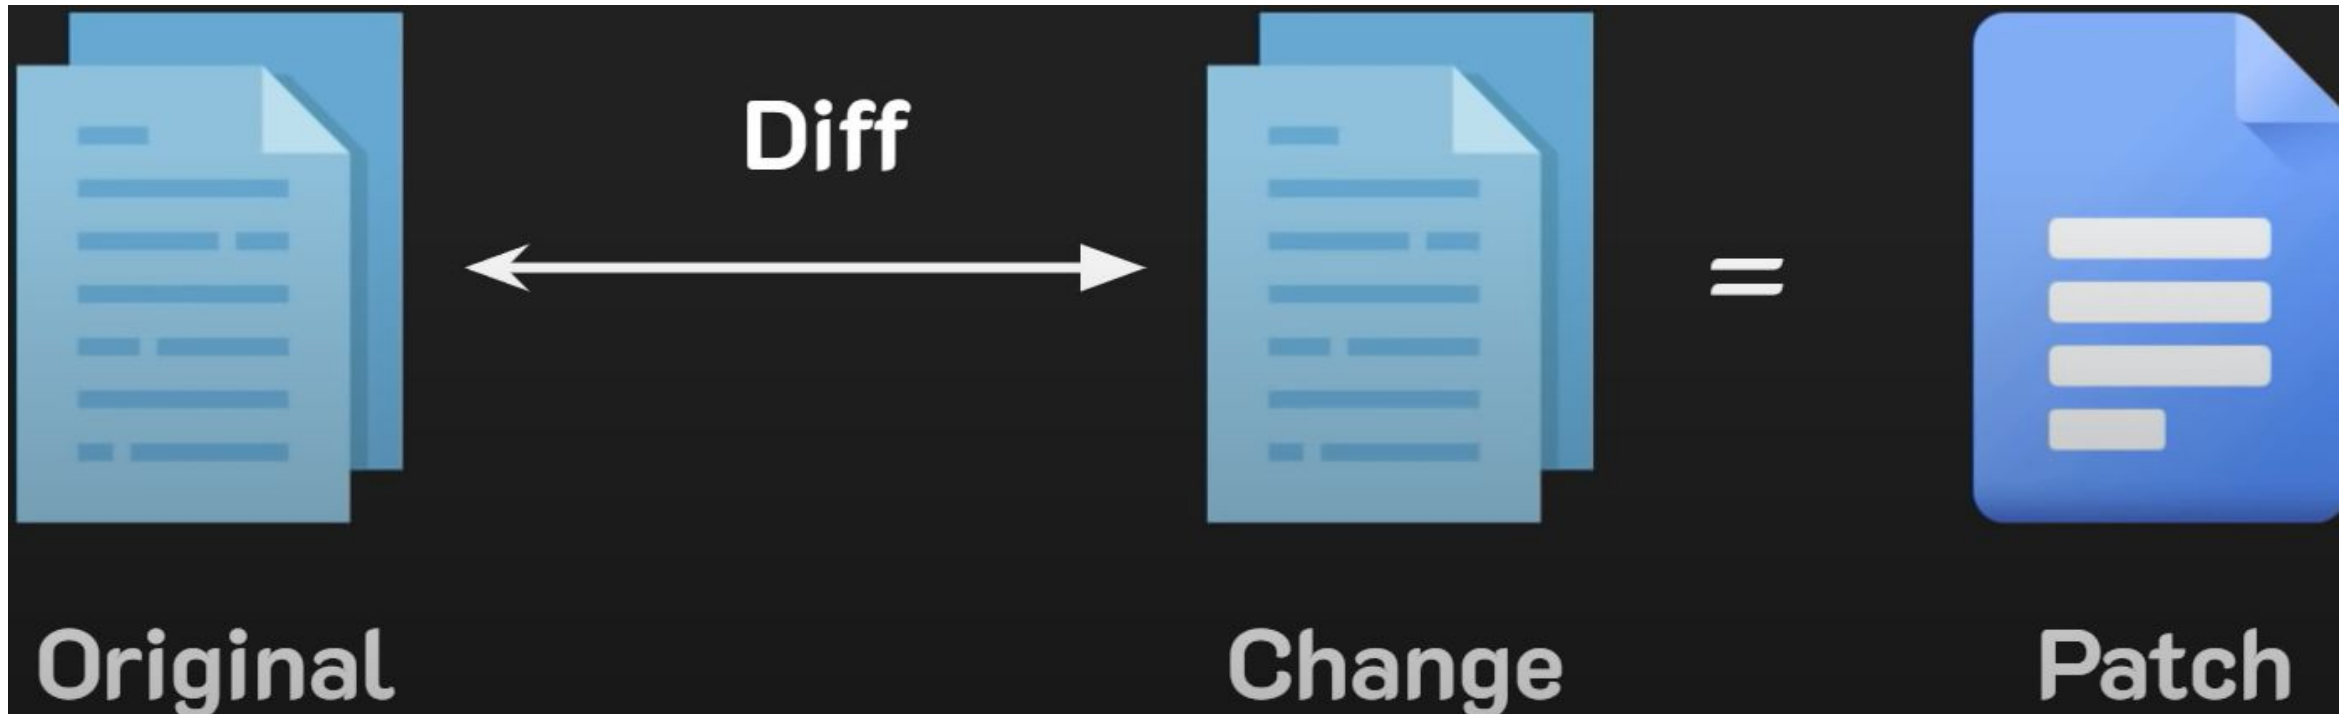 Diff
=
Original
Change
Patch